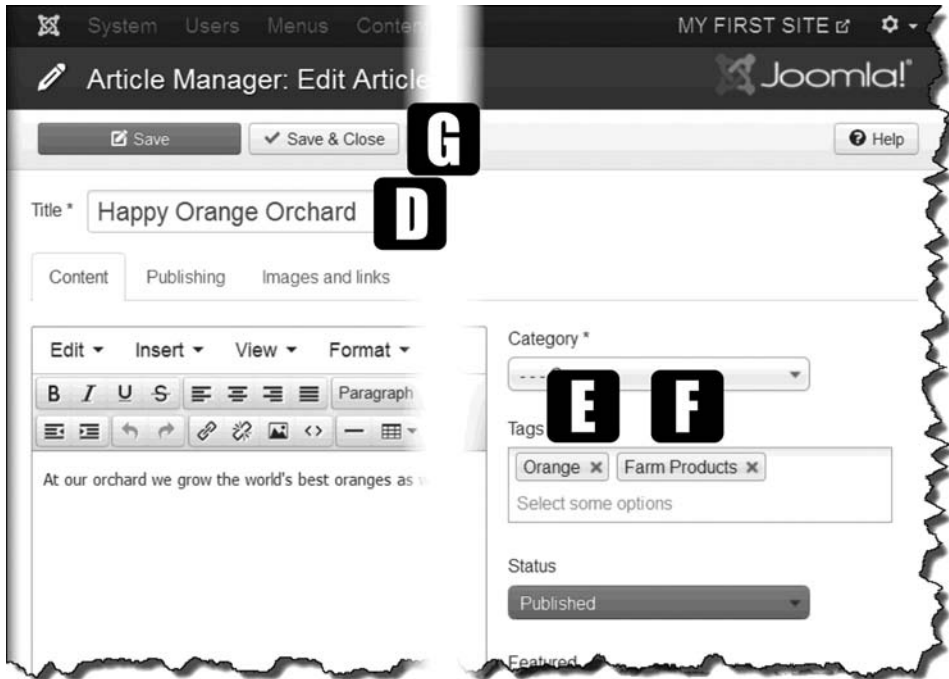 System Users Menus Conten MY FIRST SITE
Article Manager: Edit Article Joomla!
Save Save & Close G Help
Title * Happy Orange Orchard D
Content Publishing Images and links
Edit Insert View Format
Category *
B I U S Paragraph
E F
Tags
Orange × Farm Products ×
At our orchard we grow the world's best oranges as
Select some options
Status
Published
Featured